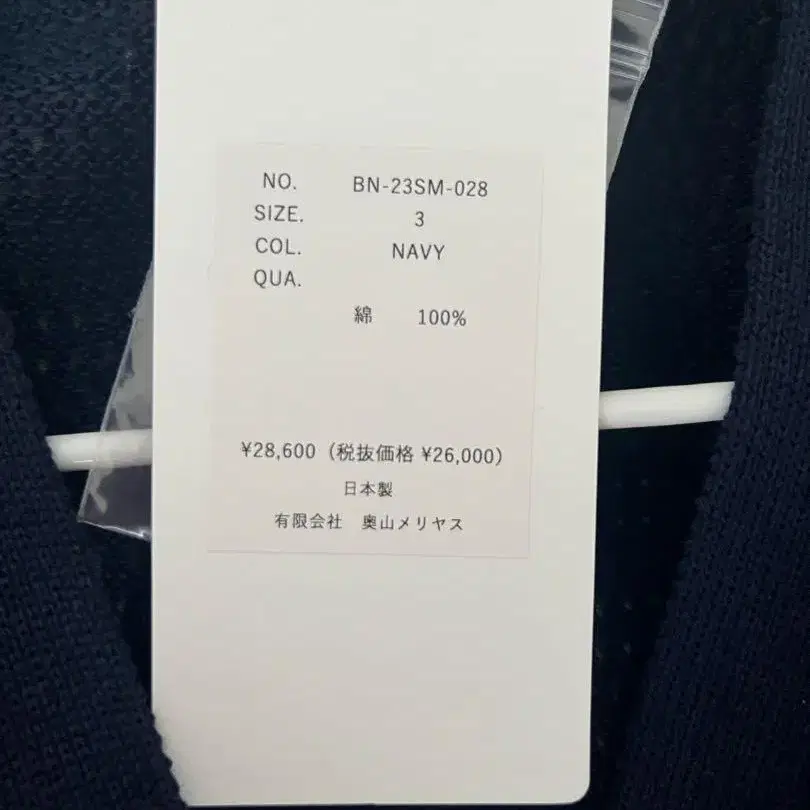 NO. BN-23SM-028
SIZE. 3
COL. NAVY
QUA.
綿 100%
¥28,600（税抜価格 ¥26,000）
日本製
有限会社 奥山メリヤス